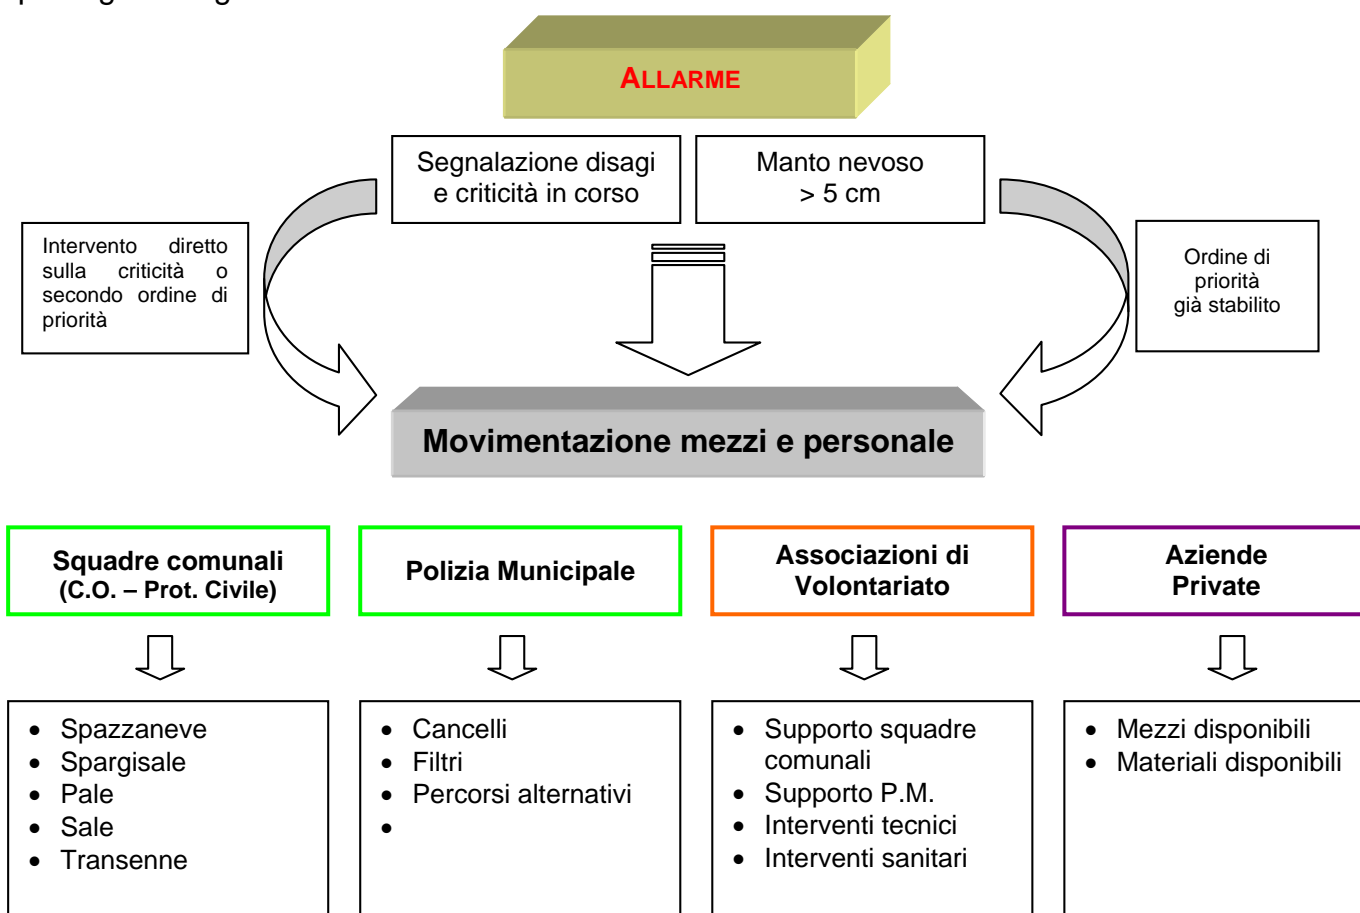 ALLARME
Segnalazione disagi
e criticità in corso
Manto nevoso
> 5 cm
Intervento diretto
sulla criticità o
secondo ordine di
priorità
Ordine di
priorità
già stabilito
Movimentazione mezzi e personale
Squadre comunali
(C.O. – Prot. Civile)
Polizia Municipale
Associazioni di
Volontariato
Aziende
Private
• Spazzaneve
• Spargisale
• Pale
• Sale
• Transenne
• Cancelli
• Filtri
• Percorsi alternativi
•
• Supporto squadre
comunali
• Supporto P.M.
• Interventi tecnici
• Interventi sanitari
• Mezzi disponibili
• Materiali disponibili